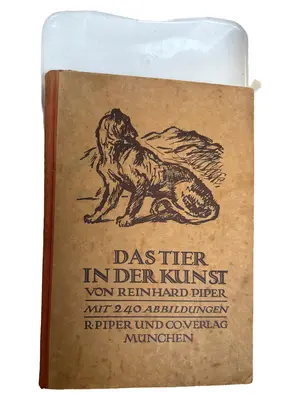 DAS TIER
IN DER KUNST
VON REINHARD PIPER
MIT 240 ABBILDUNGEN
R·PIPER UND CO·VERLAG
MÜNCHEN